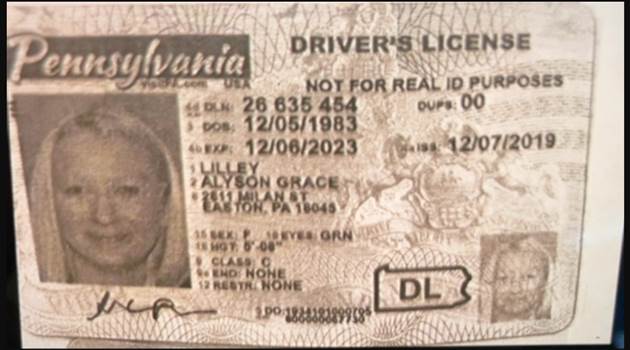 Pennsylvania
visitPA.com USA
DRIVER'S LICENSE
NOT FOR REAL ID PURPOSES
4d DLN: 26 635 454 DUPS: 00
3 DOB: 12/05/1983
4b EXP: 12/06/2023 4a ISS: 12/07/2019
1 LILLEY
2 ALYSON GRACE
8 2611 MILAN ST
EASTON, PA 18045
15 SEX: F 18 EYES: GRN
16 HGT: 5'-08"
9 CLASS: C
9a END: NONE
12 RESTR: NONE
DL